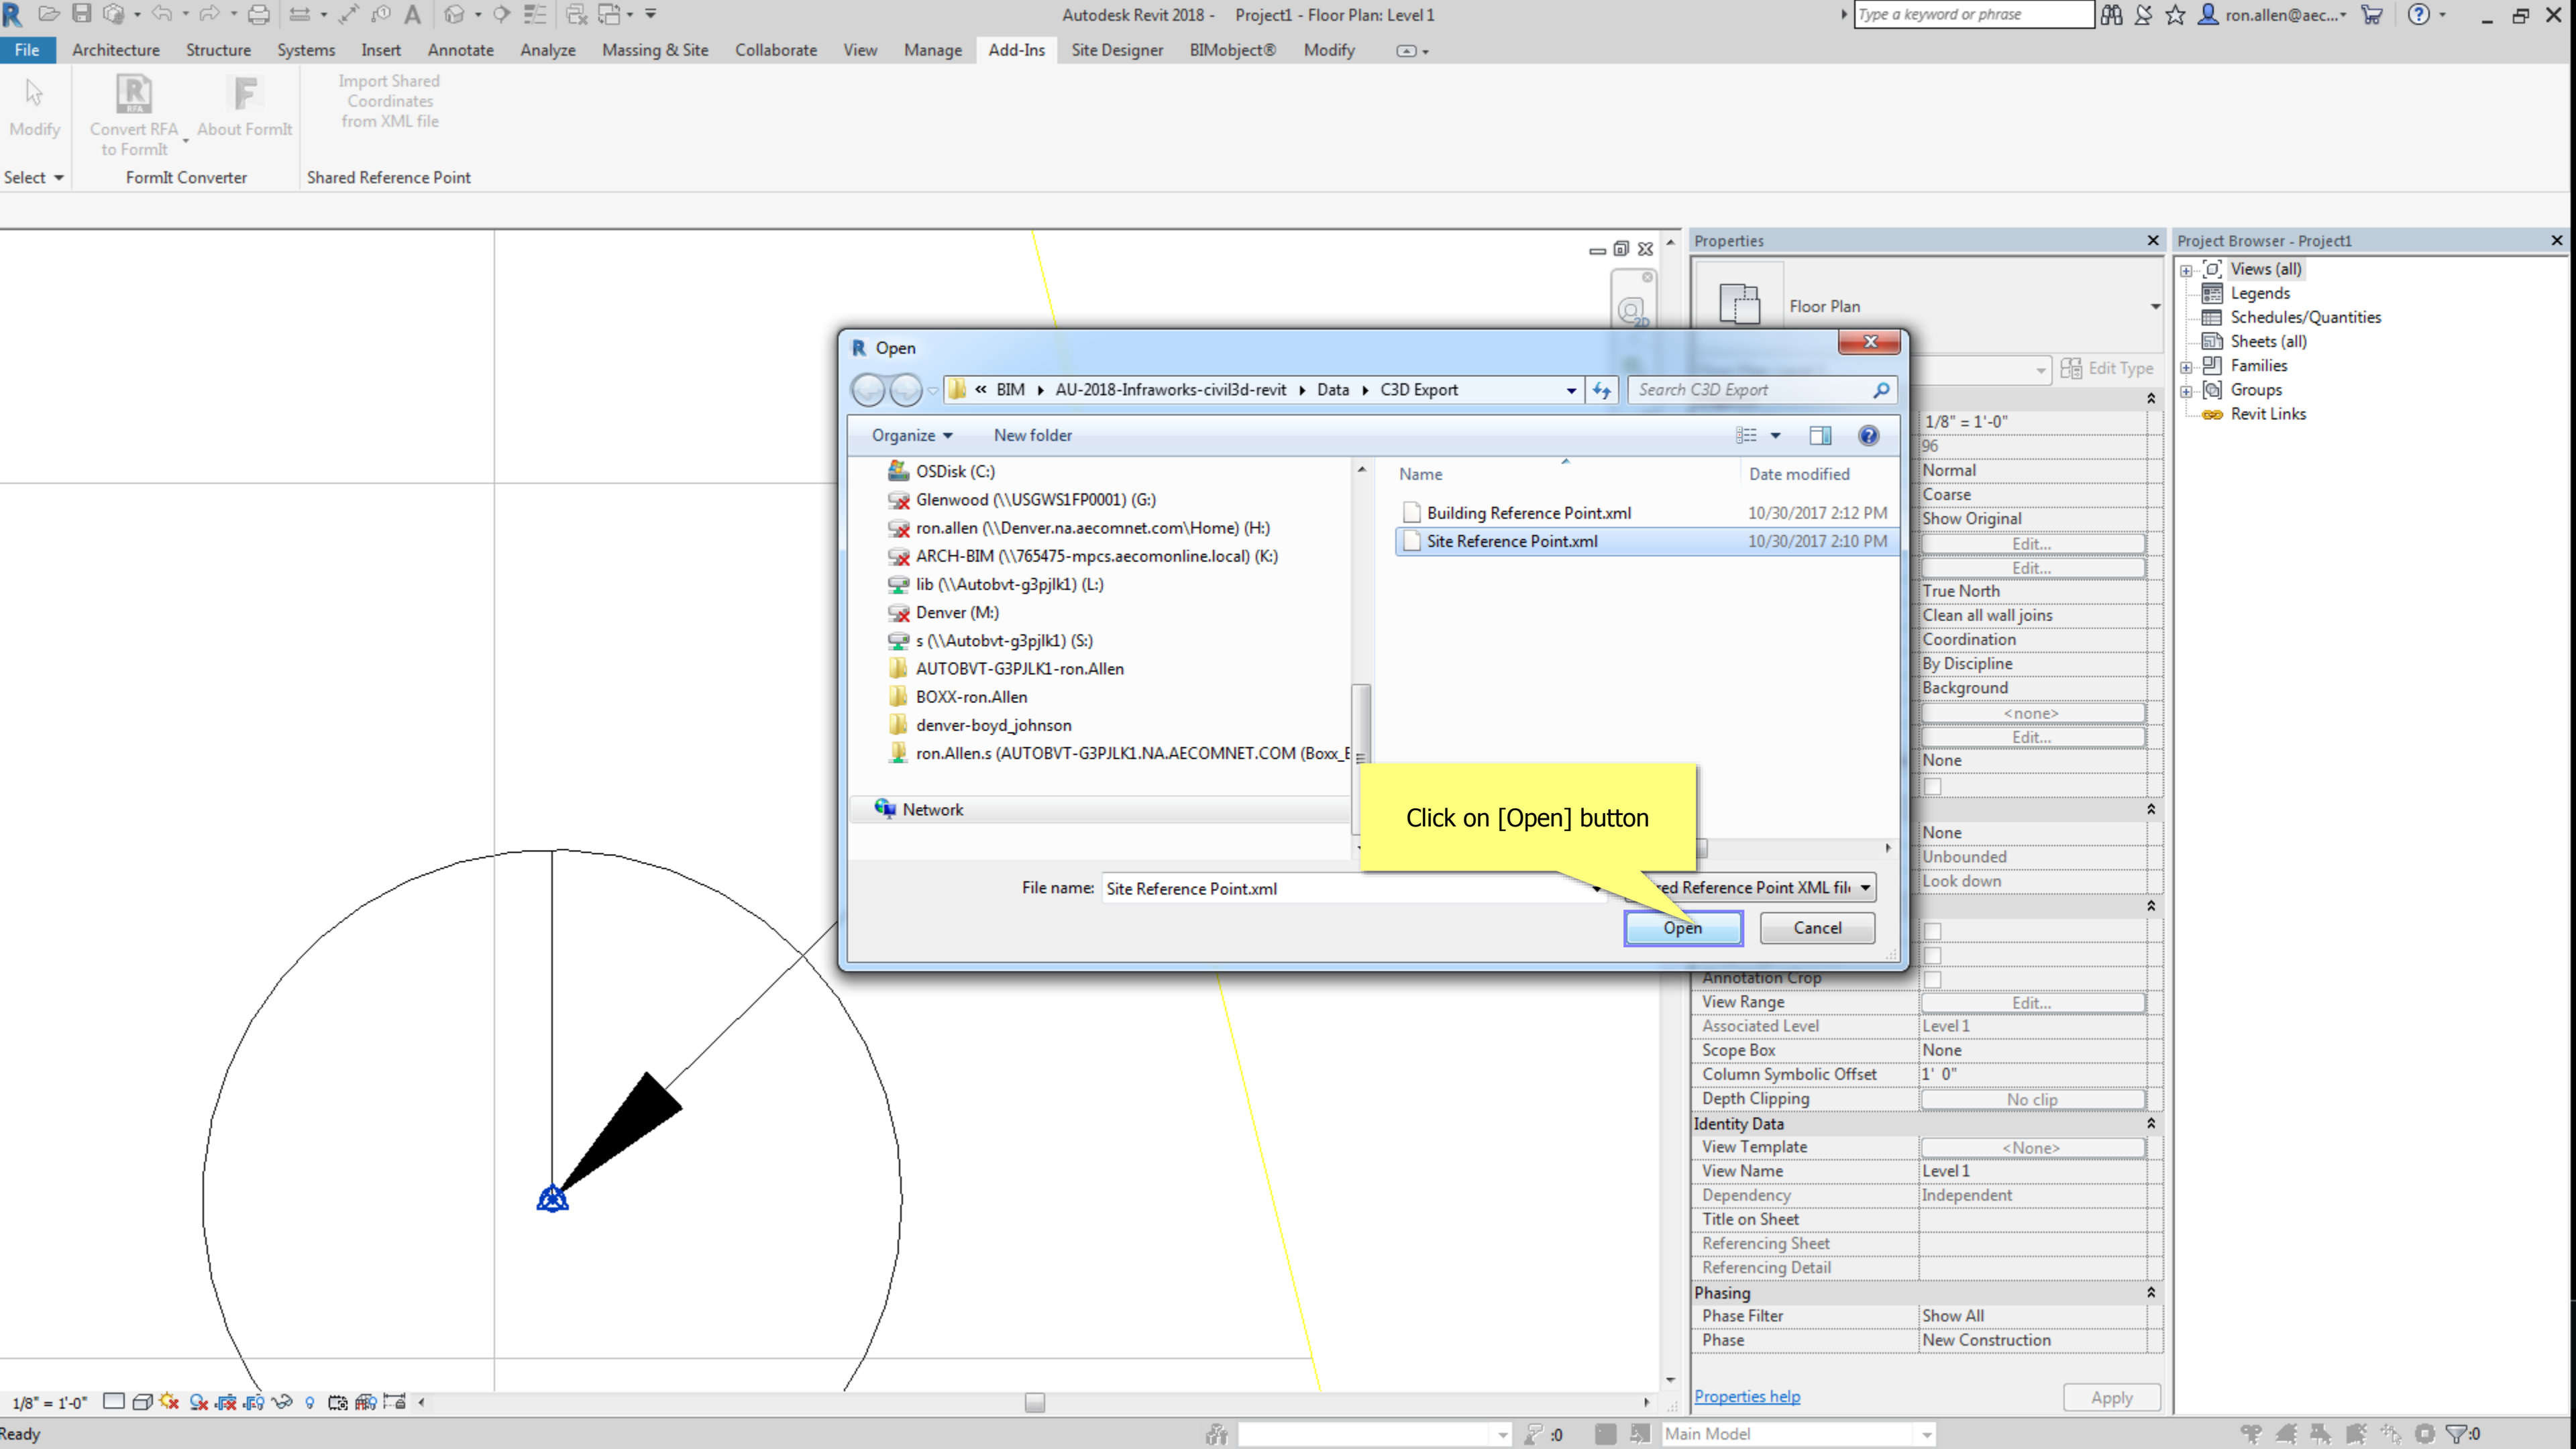 Autodesk Revit 2018 - Project1 - Floor Plan: Level 1
Type a keyword or phrase
ron.allen@aec...
File Architecture Structure Systems Insert Annotate Analyze Massing & Site Collaborate View Manage Add-Ins Site Designer BIMobject® Modify
Modify
Convert RFA
to FormIt
About FormIt
Import Shared
Coordinates
from XML file
Select
FormIt Converter
Shared Reference Point
Properties
Floor Plan
Edit Type
1/8" = 1'-0"
96
Normal
Coarse
Show Original
Edit...
Edit...
True North
Clean all wall joins
Coordination
By Discipline
Background
<none>
Edit...
None
None
Unbounded
Look down
Annotation Crop
View Range Edit...
Associated Level Level 1
Scope Box None
Column Symbolic Offset 1' 0"
Depth Clipping No clip
Identity Data
View Template <None>
View Name Level 1
Dependency Independent
Title on Sheet
Referencing Sheet
Referencing Detail
Phasing
Phase Filter Show All
Phase New Construction
Properties help
Apply
Project Browser - Project1
Views (all)
Legends
Schedules/Quantities
Sheets (all)
Families
Groups
Revit Links
Open
« BIM AU-2018-Infraworks-civil3d-revit Data C3D Export
Search C3D Export
Organize New folder
OSDisk (C:)
Glenwood (\\USGWS1FP0001) (G:)
ron.allen (\\Denver.na.aecomnet.com\Home) (H:)
ARCH-BIM (\\765475-mpcs.aecomonline.local) (K:)
lib (\\Autobvt-g3pjlk1) (L:)
Denver (M:)
s (\\Autobvt-g3pjlk1) (S:)
AUTOBVT-G3PJLK1-ron.Allen
BOXX-ron.Allen
denver-boyd_johnson
ron.Allen.s (AUTOBVT-G3PJLK1.NA.AECOMNET.COM (Boxx_E
Network
Name Date modified
Building Reference Point.xml 10/30/2017 2:12 PM
Site Reference Point.xml 10/30/2017 2:10 PM
Click on [Open] button
File name: Site Reference Point.xml
Reference Point XML
Open
Cancel
2D
1/8" = 1'-0"
Ready
:0
Main Model
:0